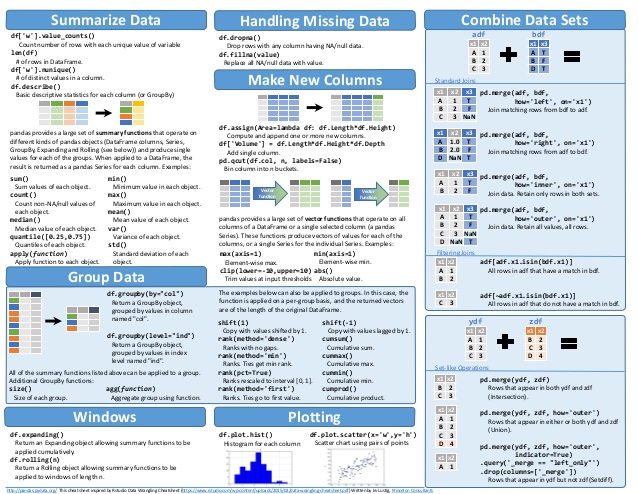 Summarize Data
df['w'].value_counts()
Count number of rows with each unique value of variable
len(df)
# of rows in DataFrame.
df['w'].nunique()
# of distinct values in a column.
df.describe()
Basic descriptive statistics for each column (or GroupBy)
pandas provides a large set of summary functions that operate on
different kinds of pandas objects (DataFrame columns, Series,
GroupBy, Expanding and Rolling (see below)) and produce single
values for each of the groups. When applied to a DataFrame, the
result is returned as a pandas Series for each column. Examples:
sum()
Sum values of each object.
count()
Count non-NA/null values of
each object.
median()
Median value of each object.
quantile([0.25,0.75])
Quantiles of each object.
apply(function)
Apply function to each object.
min()
Minimum value in each object.
max()
Maximum value in each object.
mean()
Mean value of each object.
var()
Variance of each object.
std()
Standard deviation of each
object.
Group Data
df.groupby(by="col")
Return a GroupBy object,
grouped by values in column
named "col".
df.groupby(level="ind")
Return a GroupBy object,
grouped by values in index
level named "ind".
All of the summary functions listed above can be applied to a group.
Additional GroupBy functions:
size()
Size of each group.
agg(function)
Aggregate group using function.
Windows
df.expanding()
Return an Expanding object allowing summary functions to be
applied cumulatively.
df.rolling(n)
Return a Rolling object allowing summary functions to be
applied to windows of length n.
Handling Missing Data
df.dropna()
Drop rows with any column having NA/null data.
df.fillna(value)
Replace all NA/null data with value.
Make New Columns
df.assign(Area=lambda df: df.Length*df.Height)
Compute and append one or more new columns.
df['Volume'] = df.Length*df.Height*df.Depth
Add single column.
pd.qcut(df.col, n, labels=False)
Bin column into n buckets.
Vector
function
Vector
function
pandas provides a large set of vector functions that operate on all
columns of a DataFrame or a single selected column (a pandas
Series). These functions produce vectors of values for each of the
columns, or a single Series for the individual Series. Examples:
max(axis=1)
Element-wise max.
min(axis=1)
Element-wise min.
clip(lower=-10,upper=10)
Trim values at input thresholds
abs()
Absolute value.
The examples below can also be applied to groups. In this case, the
function is applied on a per-group basis, and the returned vectors
are of the length of the original DataFrame.
shift(1)
Copy with values shifted by 1.
rank(method='dense')
Ranks with no gaps.
rank(method='min')
Ranks. Ties get min rank.
rank(pct=True)
Ranks rescaled to interval [0, 1].
rank(method='first')
Ranks. Ties go to first value.
shift(-1)
Copy with values lagged by 1.
cumsum()
Cumulative sum.
cummax()
Cumulative max.
cummin()
Cumulative min.
cumprod()
Cumulative product.
Plotting
df.plot.hist()
Histogram for each column
df.plot.scatter(x='w',y='h')
Scatter chart using pairs of points
Combine Data Sets
adf
x1 x2
A 1
B 2
C 3
bdf
x1 x3
A T
B F
D T
Standard Joins
x1 x2 x3
A 1 T
B 2 F
C 3 NaN
pd.merge(adf, bdf,
how='left', on='x1')
Join matching rows from bdf to adf.
x1 x2 x3
A 1.0 T
B 2.0 F
D NaN T
pd.merge(adf, bdf,
how='right', on='x1')
Join matching rows from adf to bdf.
x1 x2 x3
A 1 T
B 2 F
pd.merge(adf, bdf,
how='inner', on='x1')
Join data. Retain only rows in both sets.
x1 x2 x3
A 1 T
B 2 F
C 3 NaN
D NaN T
pd.merge(adf, bdf,
how='outer', on='x1')
Join data. Retain all values, all rows.
Filtering Joins
x1 x2
A 1
B 2
adf[adf.x1.isin(bdf.x1)]
All rows in adf that have a match in bdf.
x1 x2
C 3
adf[~adf.x1.isin(bdf.x1)]
All rows in adf that do not have a match in bdf.
ydf
x1 x2
A 1
B 2
C 3
zdf
x1 x2
B 2
C 3
D 4
Set-like Operations
x1 x2
B 2
C 3
pd.merge(ydf, zdf)
Rows that appear in both ydf and zdf
(Intersection).
x1 x2
A 1
B 2
C 3
D 4
pd.merge(ydf, zdf, how='outer')
Rows that appear in either or both ydf and zdf
(Union).
x1 x2
A 1
pd.merge(ydf, zdf, how='outer',
indicator=True)
.query('_merge == "left_only"')
.drop(columns=['_merge'])
Rows that appear in ydf but not zdf (Setdiff).
http://pandas.pydata.org/ This cheat sheet inspired by Rstudio Data Wrangling Cheatsheet